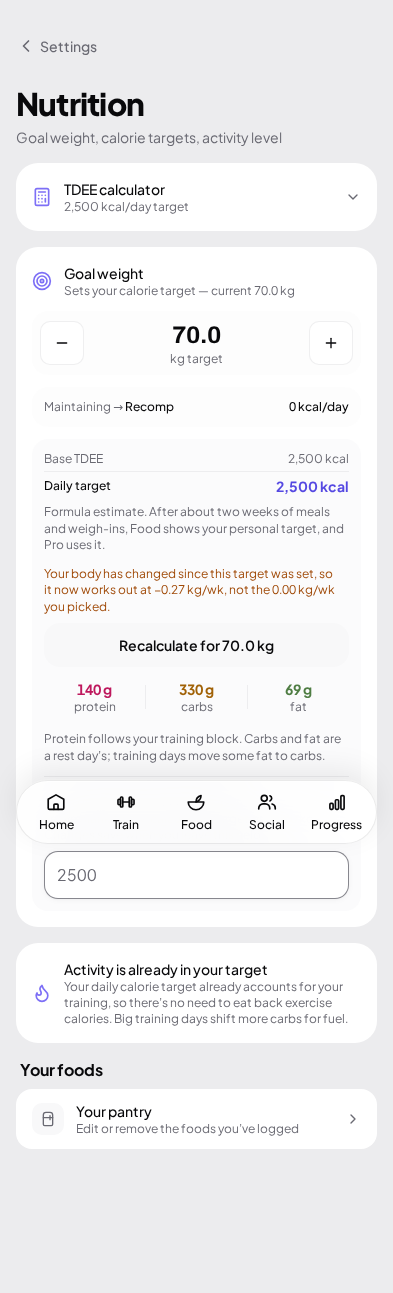 Settings
Nutrition
Goal weight, calorie targets, activity level
TDEE calculator
2,500 kcal/day target
Goal weight
Sets your calorie target — current 70.0 kg
70.0
kg target
Maintaining → Recomp
0 kcal/day
Base TDEE
2,500 kcal
Daily target
2,500 kcal
Formula estimate. After about two weeks of meals
and weigh-ins, Food shows your personal target, and
Pro uses it.
Your body has changed since this target was set, so
it now works out at −0.27 kg/wk, not the 0.00 kg/wk
you picked.
Recalculate for 70.0 kg
140 g
protein
330 g
carbs
69 g
fat
Protein follows your training block. Carbs and fat are
a rest day's; training days move some fat to carbs.
Home
Train
Food
Social
Progress
2500
Activity is already in your target
Your daily calorie target already accounts for your
training, so there's no need to eat back exercise
calories. Big training days shift more carbs for fuel.
Your foods
Your pantry
Edit or remove the foods you've logged